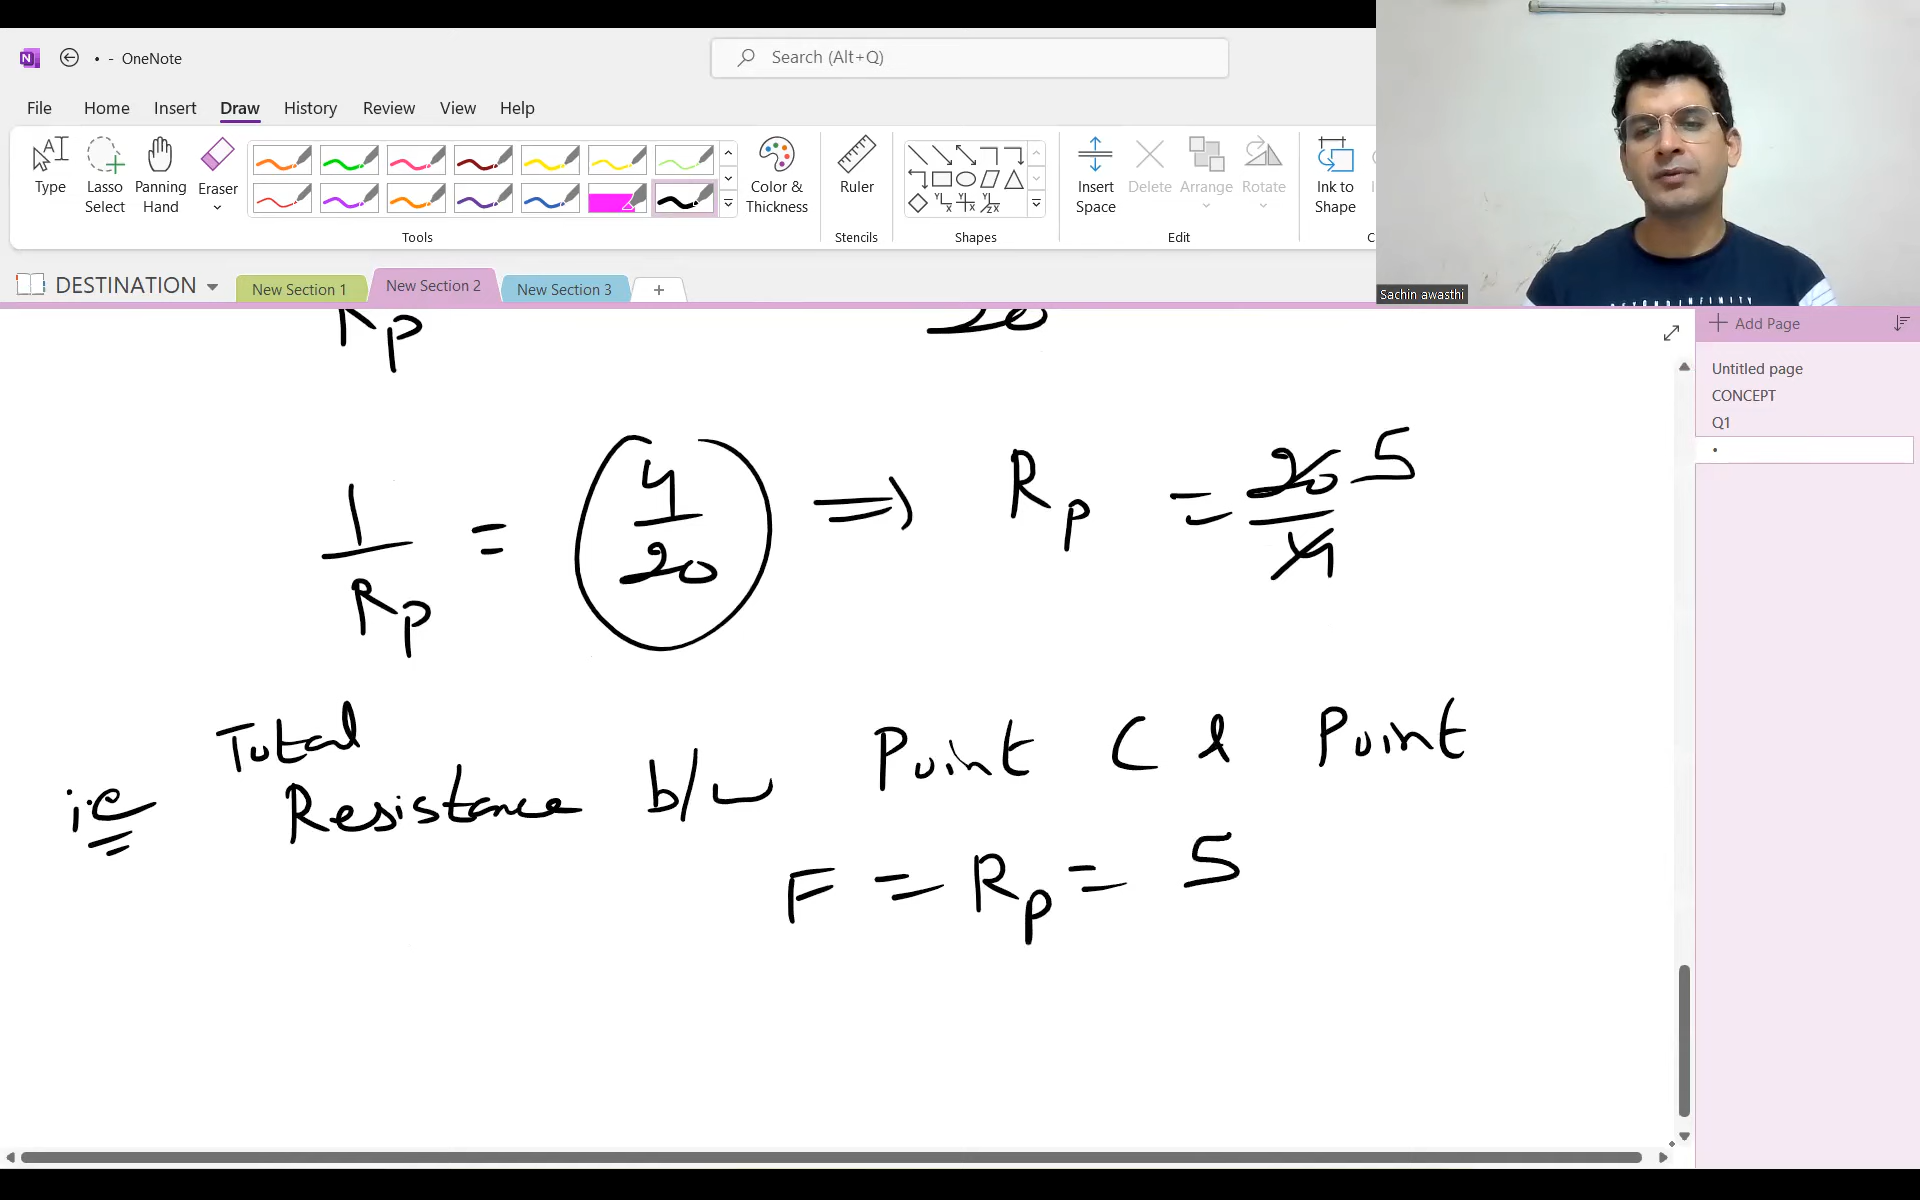 • - OneNote
Search (Alt+Q)
File Home Insert Draw History Review View Help
Type
Lasso Select
Panning Hand
Eraser
Color & Thickness
Ruler
Insert Space
Delete
Arrange
Rotate
Ink to Shape
Tools
Stencils
Shapes
Edit
DESTINATION
New Section 1
New Section 2
New Section 3
+
Sachin awasthi
BEYOND INFINITY
Add Page
Untitled page
CONCEPT
Q1
•
Rp 20
1/Rp = 4/20 ⟹ Rp = 20/4 5
Total
i.e Resistance b/w Point C & Point
F = Rp = 5